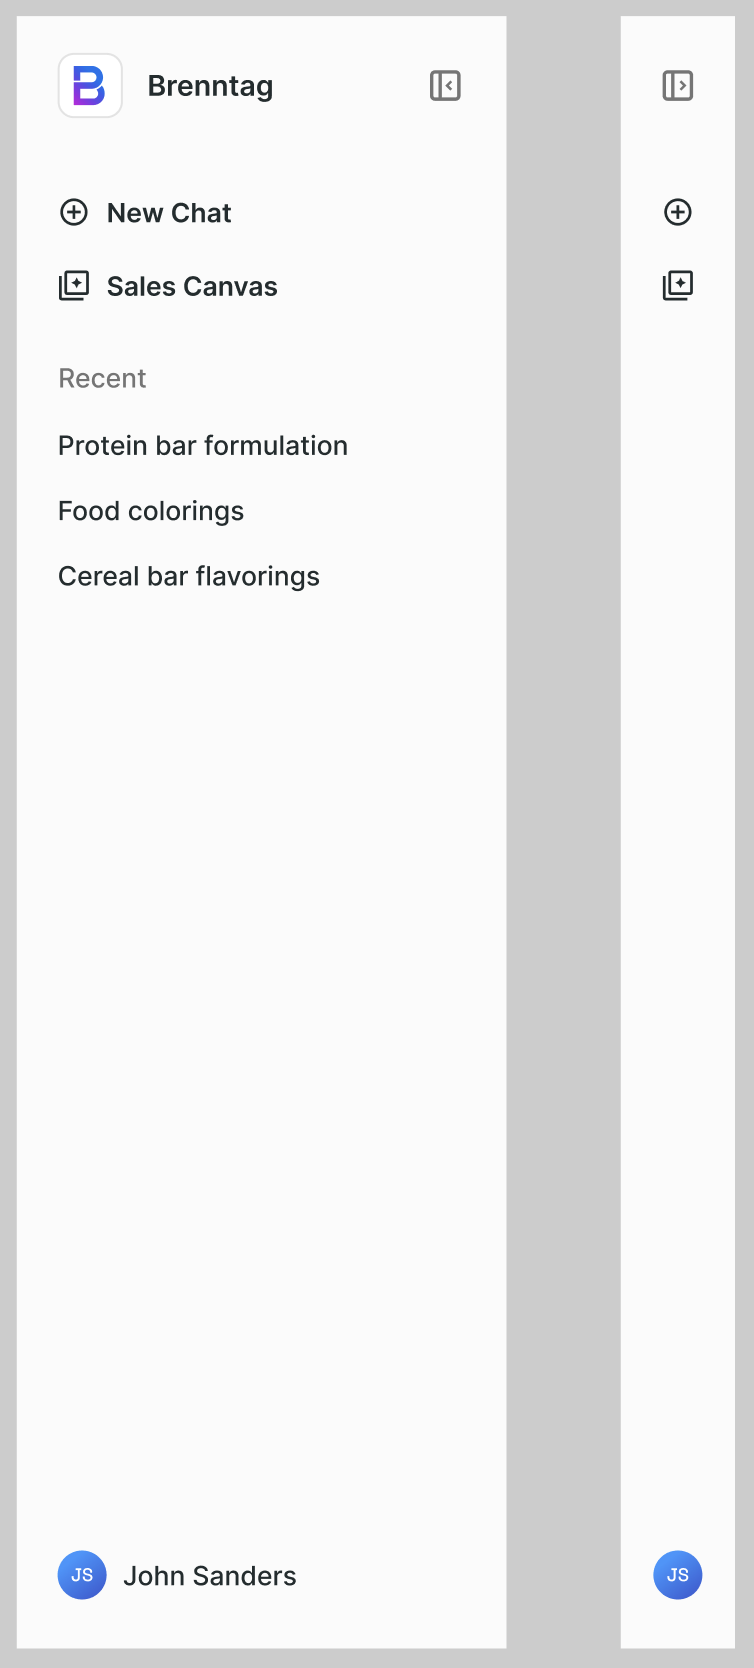 B
Brenntag
New Chat
Sales Canvas
Recent
Protein bar formulation
Food colorings
Cereal bar flavorings
JS
John Sanders
JS